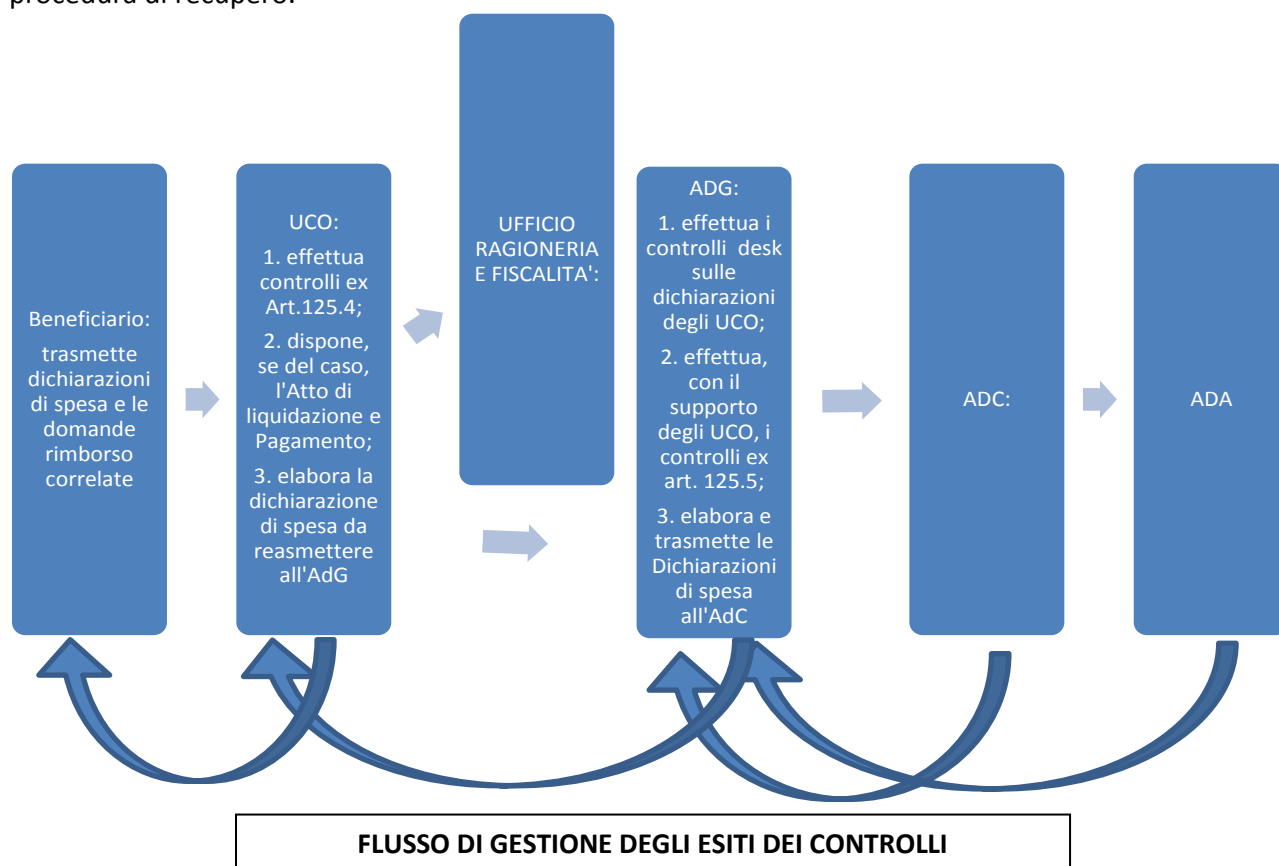 procedura di recupero.
Beneficiario:
trasmette
dichiarazioni
di spesa e le
domande
rimborso
correlate
UCO:
1. effettua
controlli ex
Art.125.4;
2. dispone,
se del caso,
l'Atto di
liquidazione e
Pagamento;
3. elabora la
dichiarazione
di spesa da
reasmettere
all'AdG
UFFICIO
RAGIONERIA
E FISCALITA':
ADG:
1. effettua i
controlli desk
sulle
dichiarazioni
degli UCO;
2. effettua,
con il
supporto
degli UCO, i
controlli ex
art. 125.5;
3. elabora e
trasmette le
Dichiarazioni
di spesa
all'AdC
ADC:
ADA
FLUSSO DI GESTIONE DEGLI ESITI DEI CONTROLLI